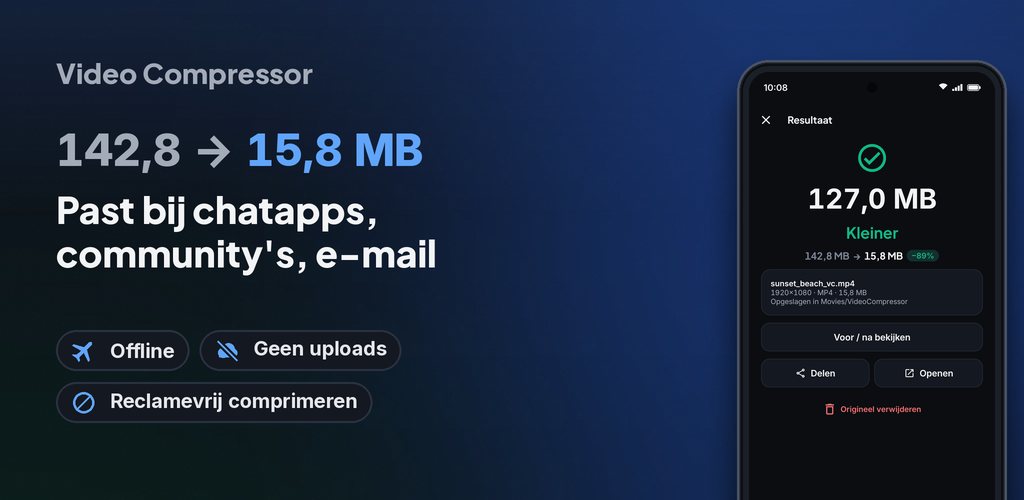 Video Compressor
142,8 → 15,8 MB
Past bij chatapps,
community's, e-mail
Offline
Geen uploads
Reclamevrij comprimeren
10:08
Resultaat
127,0 MB
Kleiner
142,8 MB → 15,8 MB −89%
sunset_beach_vc.mp4
1920×1080 · MP4 · 15,8 MB
Opgeslagen in Movies/VideoCompressor
Voor / na bekijken
Delen
Openen
Origineel verwijderen